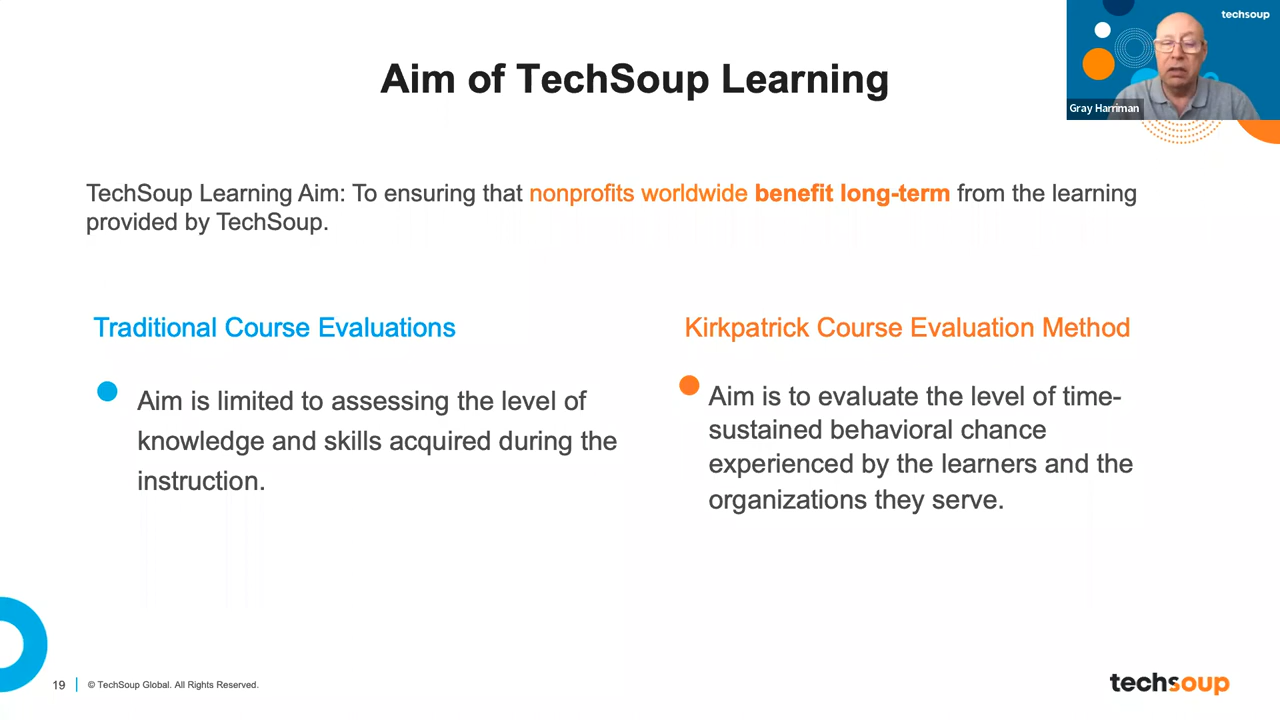 techsoup
Gray Harriman
Aim of TechSoup Learning
TechSoup Learning Aim: To ensuring that nonprofits worldwide benefit long-term from the learning
provided by TechSoup.
Traditional Course Evaluations
Aim is limited to assessing the level of
knowledge and skills acquired during the
instruction.
Kirkpatrick Course Evaluation Method
Aim is to evaluate the level of time-
sustained behavioral chance
experienced by the learners and the
organizations they serve.
19
© TechSoup Global. All Rights Reserved.
techsoup